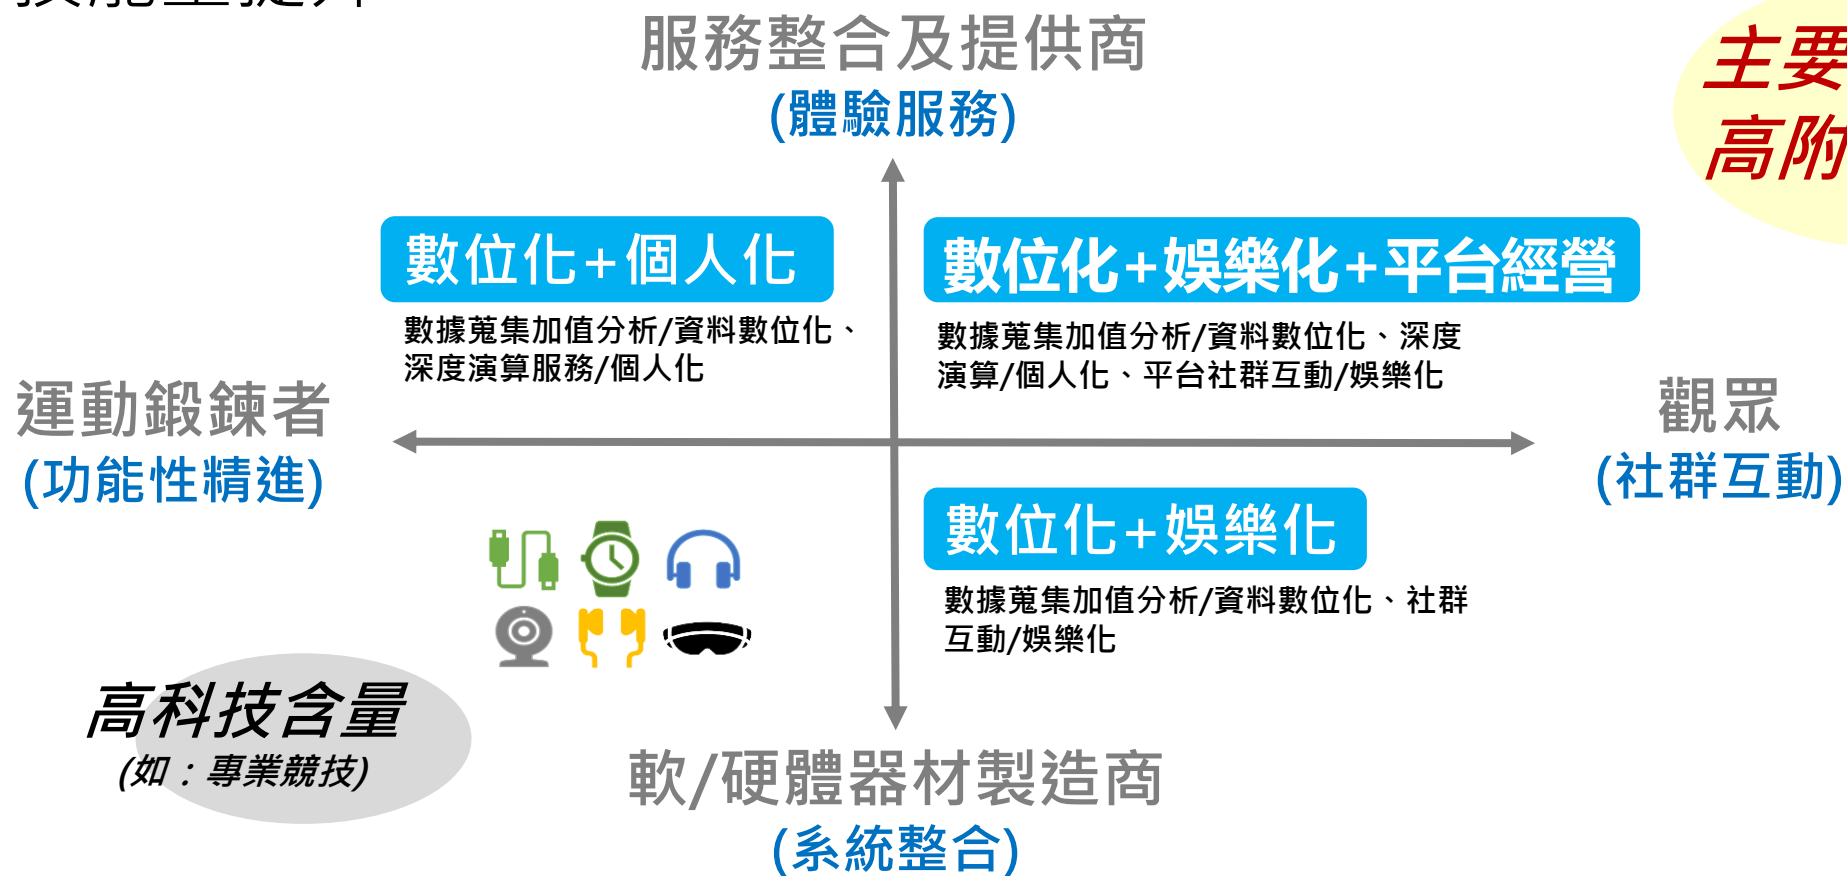 服務整合及提供商
(體驗服務)
主要
高附
數位化+個人化
數據蒐集加值分析/資料數位化、
深度演算服務/個人化
數位化+娛樂化+平台經營
數據蒐集加值分析/資料數位化、深度
演算/個人化、平台社群互動/娛樂化
運動鍛鍊者
(功能性精進)
觀眾
(社群互動)
數位化+娛樂化
數據蒐集加值分析/資料數位化、社群
互動/娛樂化
高科技含量
(如：專業競技)
軟/硬體器材製造商
(系統整合)